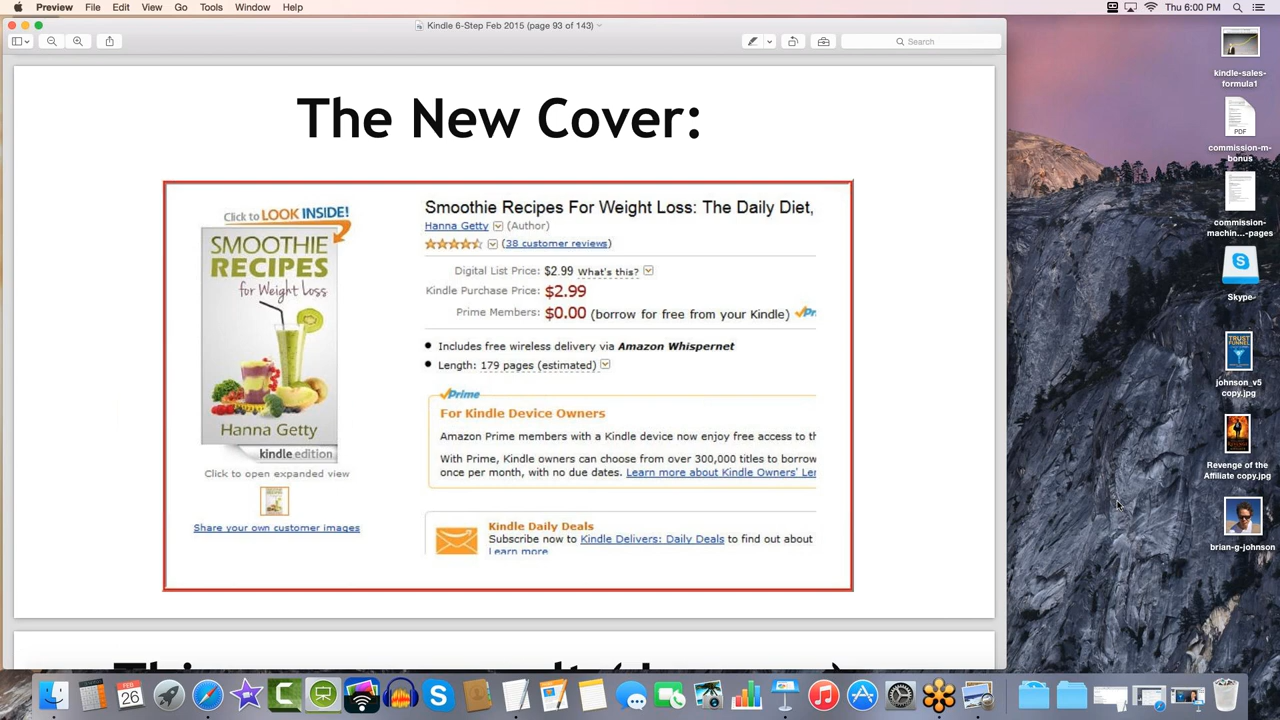 Preview File Edit View Go Tools Window Help
Thu 6:00 PM
Kindle 6-Step Feb 2015 (page 93 of 143)
Search
The New Cover:
Click to LOOK INSIDE!
SMOOTHIE
RECIPES
for Weight Loss
Hanna Getty
kindle edition
Click to open expanded view
Share your own customer images
Smoothie Recipes For Weight Loss: The Daily Diet,
Hanna Getty (Author)
(38 customer reviews)
Digital List Price: $2.99 What's this?
Kindle Purchase Price: $2.99
Prime Members: $0.00 (borrow for free from your Kindle) Pr
Includes free wireless delivery via Amazon Whispernet
Length: 179 pages (estimated)
Prime
For Kindle Device Owners
Amazon Prime members with a Kindle device now enjoy free access to th
With Prime, Kindle owners can choose from over 300,000 titles to borrow
once per month, with no due dates. Learn more about Kindle Owners' Ler
Kindle Daily Deals
Subscribe now to Kindle Delivers: Daily Deals to find out about
Learn more
kindle-sales-
formula1
PDF
commission-m-
bonus
commission-
machin...-pages
Skype-
TRUST
FUNNEL
johnson_v5
copy.jpg
Revenge of the
Affiliate copy.jpg
brian-g-johnson
FEB
26